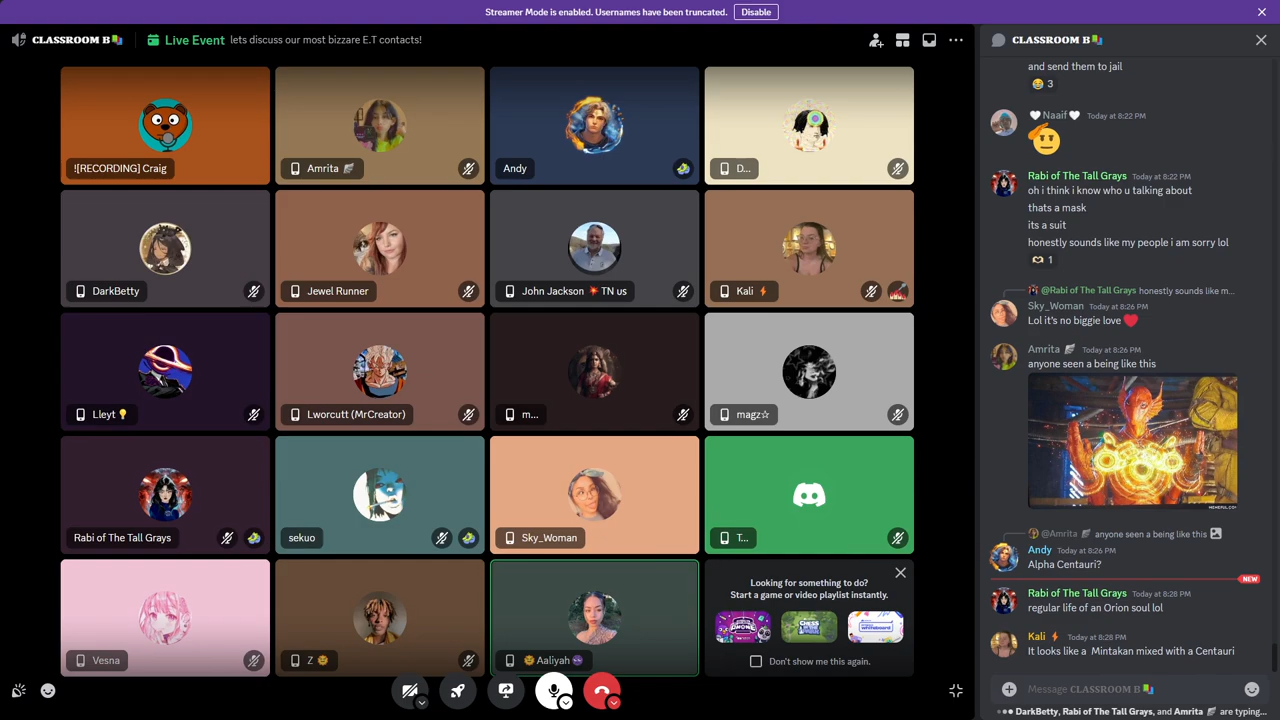 Streamer Mode is enabled. Usernames have been truncated. Disable
CLASSROOM B
Live Event lets discuss our most bizzare E.T contacts!
![RECORDING] Craig
Amrita
Andy
D...
DarkBetty
Jewel Runner
John Jackson 💥TN us
Kali ⚡
Lleyt💡
Lworcutt (MrCreator)
m...
magz☆
Rabi of The Tall Grays
sekuo
Sky_Woman
T...
Vesna
Z 🌞
🌞Aaliyah
Looking for something to do?
Start a game or video playlist instantly.
Don't show me this again.
CLASSROOM B
and send them to jail
😂 3
🤍Naaif🤍 Today at 8:22 PM
Rabi of The Tall Grays Today at 8:22 PM
oh i think i know who u talking about
thats a mask
its a suit
honestly sounds like my people i am sorry lol
🫶 1
@Rabi of The Tall Grays honestly sounds like m...
Sky_Woman Today at 8:26 PM
Lol it's no biggie love ❤️
Amrita Today at 8:26 PM
anyone seen a being like this
MEMEFUL.COM
@Amrita anyone seen a being like this
Andy Today at 8:26 PM
Alpha Centauri?
NEW
Rabi of The Tall Grays Today at 8:28 PM
regular life of an Orion soul lol
Kali ⚡ Today at 8:28 PM
It looks like a Mintakan mixed with a Centauri
Message CLASSROOM B
DarkBetty, Rabi of The Tall Grays, and Amrita are typing...